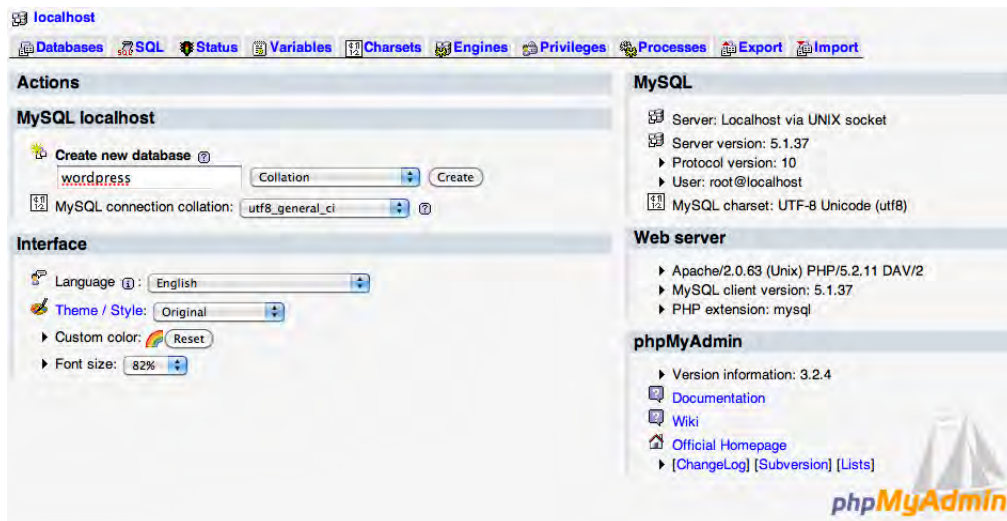 localhost
Databases SQL Status Variables Charsets Engines Privileges Processes Export Import
Actions
MySQL localhost
Create new database
wordpress Collation Create
MySQL connection collation: utf8_general_ci
Interface
Language : English
Theme / Style: Original
Custom color: Reset
Font size: 82%
MySQL
Server: Localhost via UNIX socket
Server version: 5.1.37
Protocol version: 10
User: root@localhost
MySQL charset: UTF-8 Unicode (utf8)
Web server
Apache/2.0.63 (Unix) PHP/5.2.11 DAV/2
MySQL client version: 5.1.37
PHP extension: mysql
phpMyAdmin
Version information: 3.2.4
Documentation
Wiki
Official Homepage
[ChangeLog] [Subversion] [Lists]
phpMyAdmin